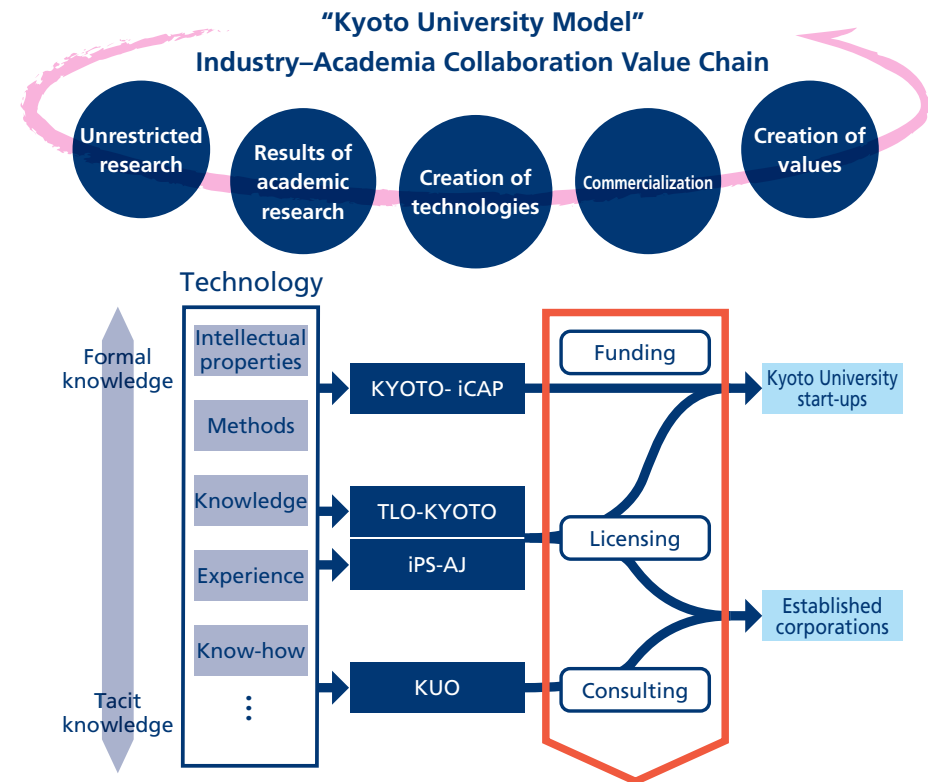 “Kyoto University Model”
Industry–Academia Collaboration Value Chain
Unrestricted
research
Results of
academic
research
Creation of
technologies
Commercialization
Creation of
values
Technology
Formal
knowledge
Tacit
knowledge
Intellectual
properties
Methods
Knowledge
Experience
Know-how
⋮
KYOTO- iCAP
TLO-KYOTO
iPS-AJ
KUO
Funding
Licensing
Consulting
Kyoto University
start-ups
Established
corporations